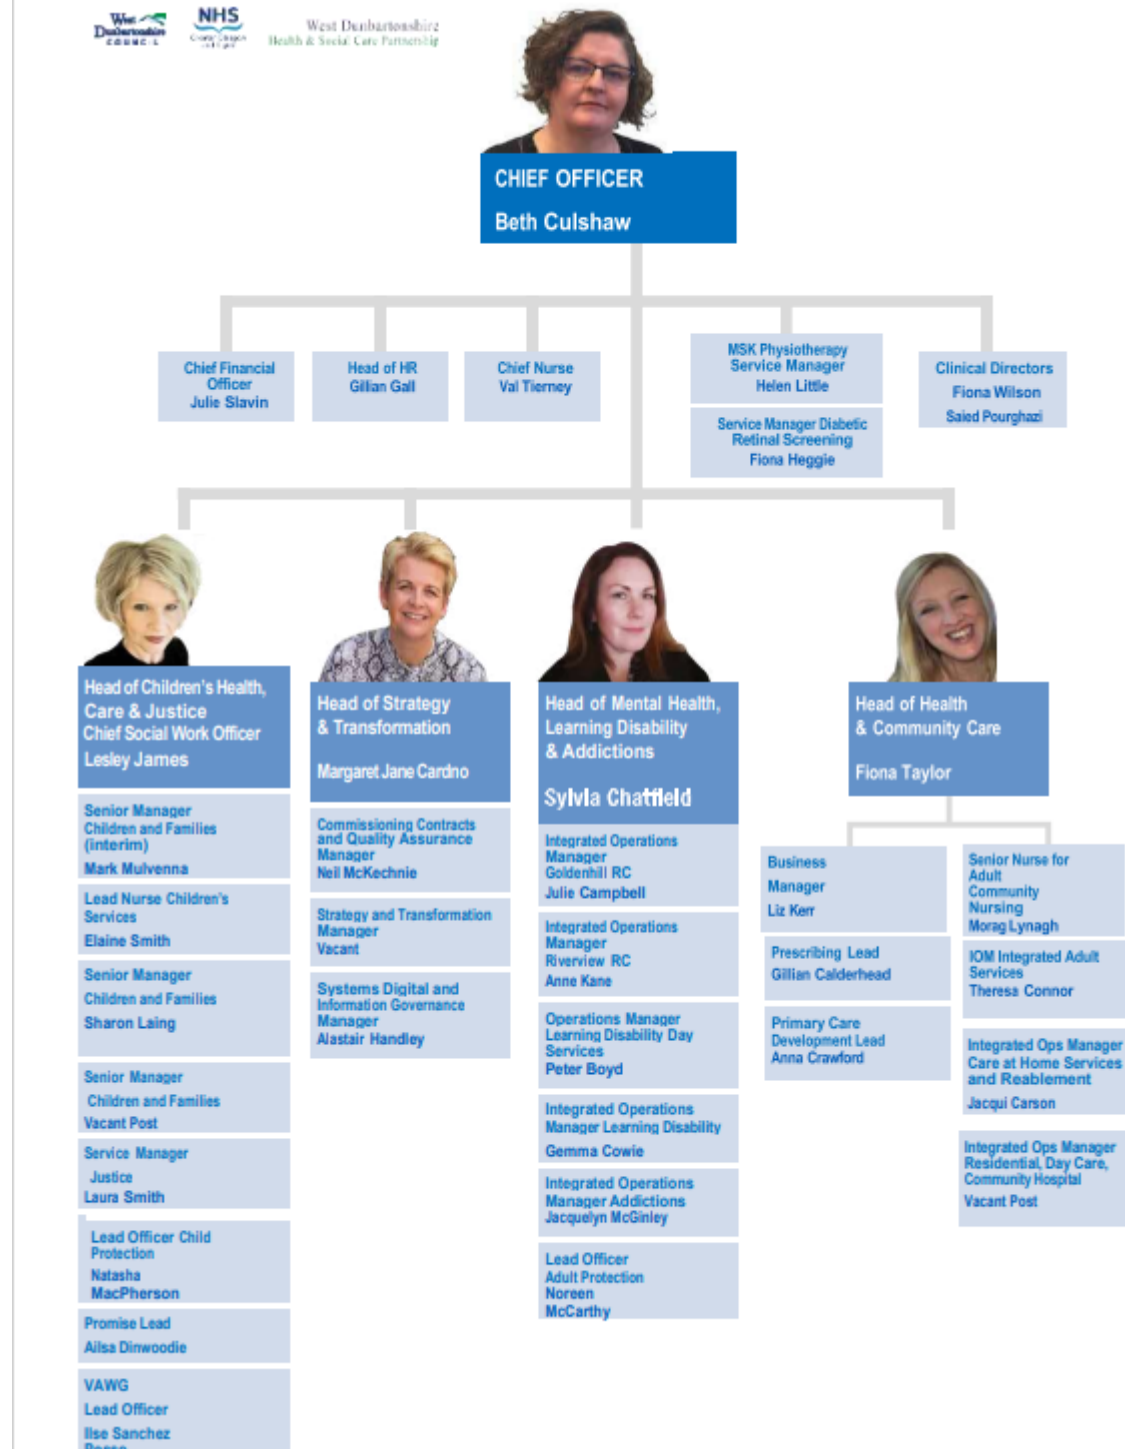 West
Dunbartonshire
COUNCIL
NHS
West Dunbartonshire
Health & Social Care Partnership
CHIEF OFFICER
Beth Culshaw
Chief Financial
Officer
Julie Slavin
Head of HR
Gillian Gall
Chief Nurse
Val Tierney
MSK Physiotherapy
Service Manager
Helen Little
Service Manager Diabetic
Retinal Screening
Fiona Heggie
Clinical Directors
Fiona Wilson
Saied Pourghazi
Head of Children's Health,
Care & Justice
Chief Social Work Officer
Lesley James
Senior Manager
Children and Families
(interim)
Mark Mulvenna
Lead Nurse Children's
Services
Elaine Smith
Senior Manager
Children and Families
Sharon Laing
Senior Manager
Children and Families
Vacant Post
Service Manager
Justice
Laura Smith
Lead Officer Child
Protection
Natasha
MacPherson
Promise Lead
Ailsa Dinwoodie
VAWG
Lead Officer
Ilse Sanchez
Head of Strategy
& Transformation
Margaret Jane Cardno
Commissioning Contracts
and Quality Assurance
Manager
Neil McKechnie
Strategy and Transformation
Manager
Vacant
Systems Digital and
Information Governance
Manager
Alastair Handley
Head of Mental Health,
Learning Disability
& Addictions
Sylvia Chatfield
Integrated Operations
Manager
Goldenhill RC
Julie Campbell
Integrated Operations
Manager
Riverview RC
Anne Kane
Operations Manager
Learning Disability Day
Services
Peter Boyd
Integrated Operations
Manager Learning Disability
Gemma Cowie
Integrated Operations
Manager Addictions
Jacquelyn McGinley
Lead Officer
Adult Protection
Noreen
McCarthy
Head of Health
& Community Care
Fiona Taylor
Business
Manager
Liz Kerr
Prescribing Lead
Gillian Calderhead
Primary Care
Development Lead
Anna Crawford
Senior Nurse for
Adult
Community
Nursing
Morag Lynagh
IOM Integrated Adult
Services
Theresa Connor
Integrated Ops Manager
Care at Home Services
and Reablement
Jacqui Carson
Integrated Ops Manager
Residential, Day Care,
Community Hospital
Vacant Post